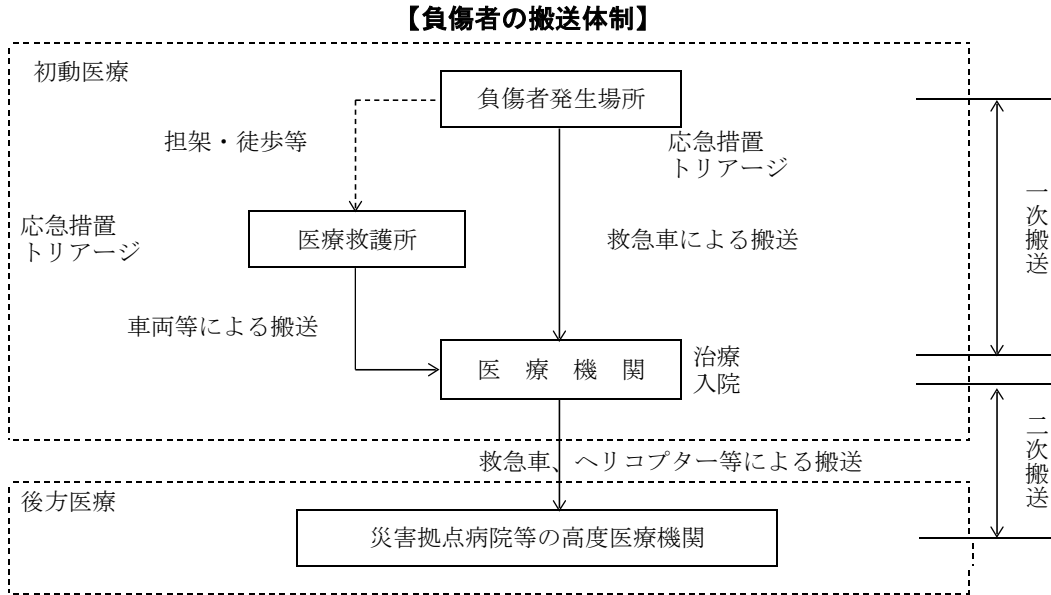 【負傷者の搬送体制】
初動医療
負傷者発生場所
担架・徒歩等
応急措置
トリアージ
一次搬送
応急措置
トリアージ
医療救護所
救急車による搬送
車両等による搬送
医 療 機 関
治療
入院
二次搬送
救急車、ヘリコプター等による搬送
後方医療
災害拠点病院等の高度医療機関